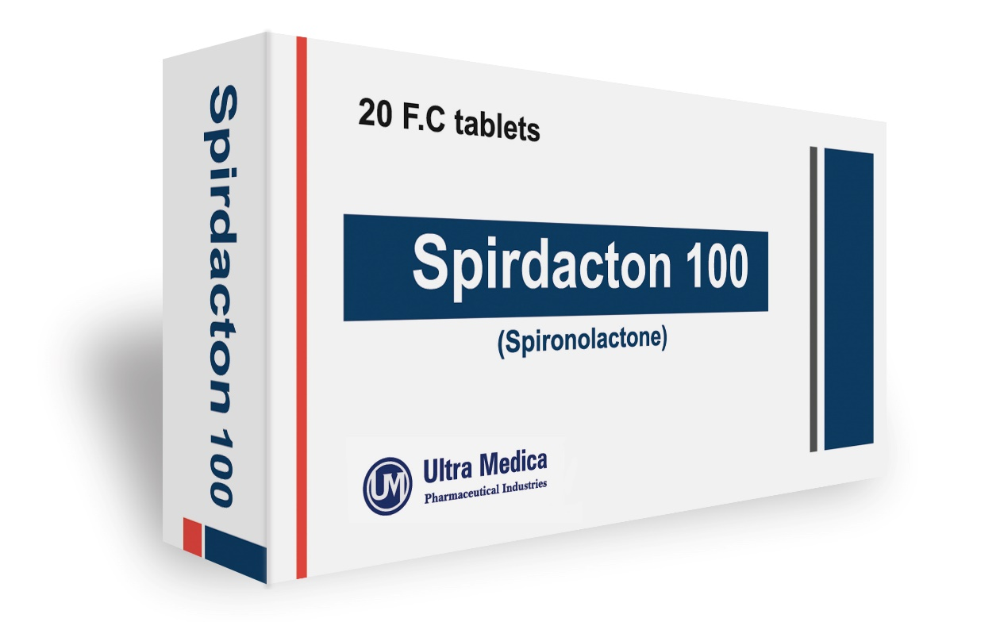 Spirdacton 100
20 F.C tablets
Spirdacton 100
(Spironolactone)
UM
Ultra Medica
Pharmaceutical Industries